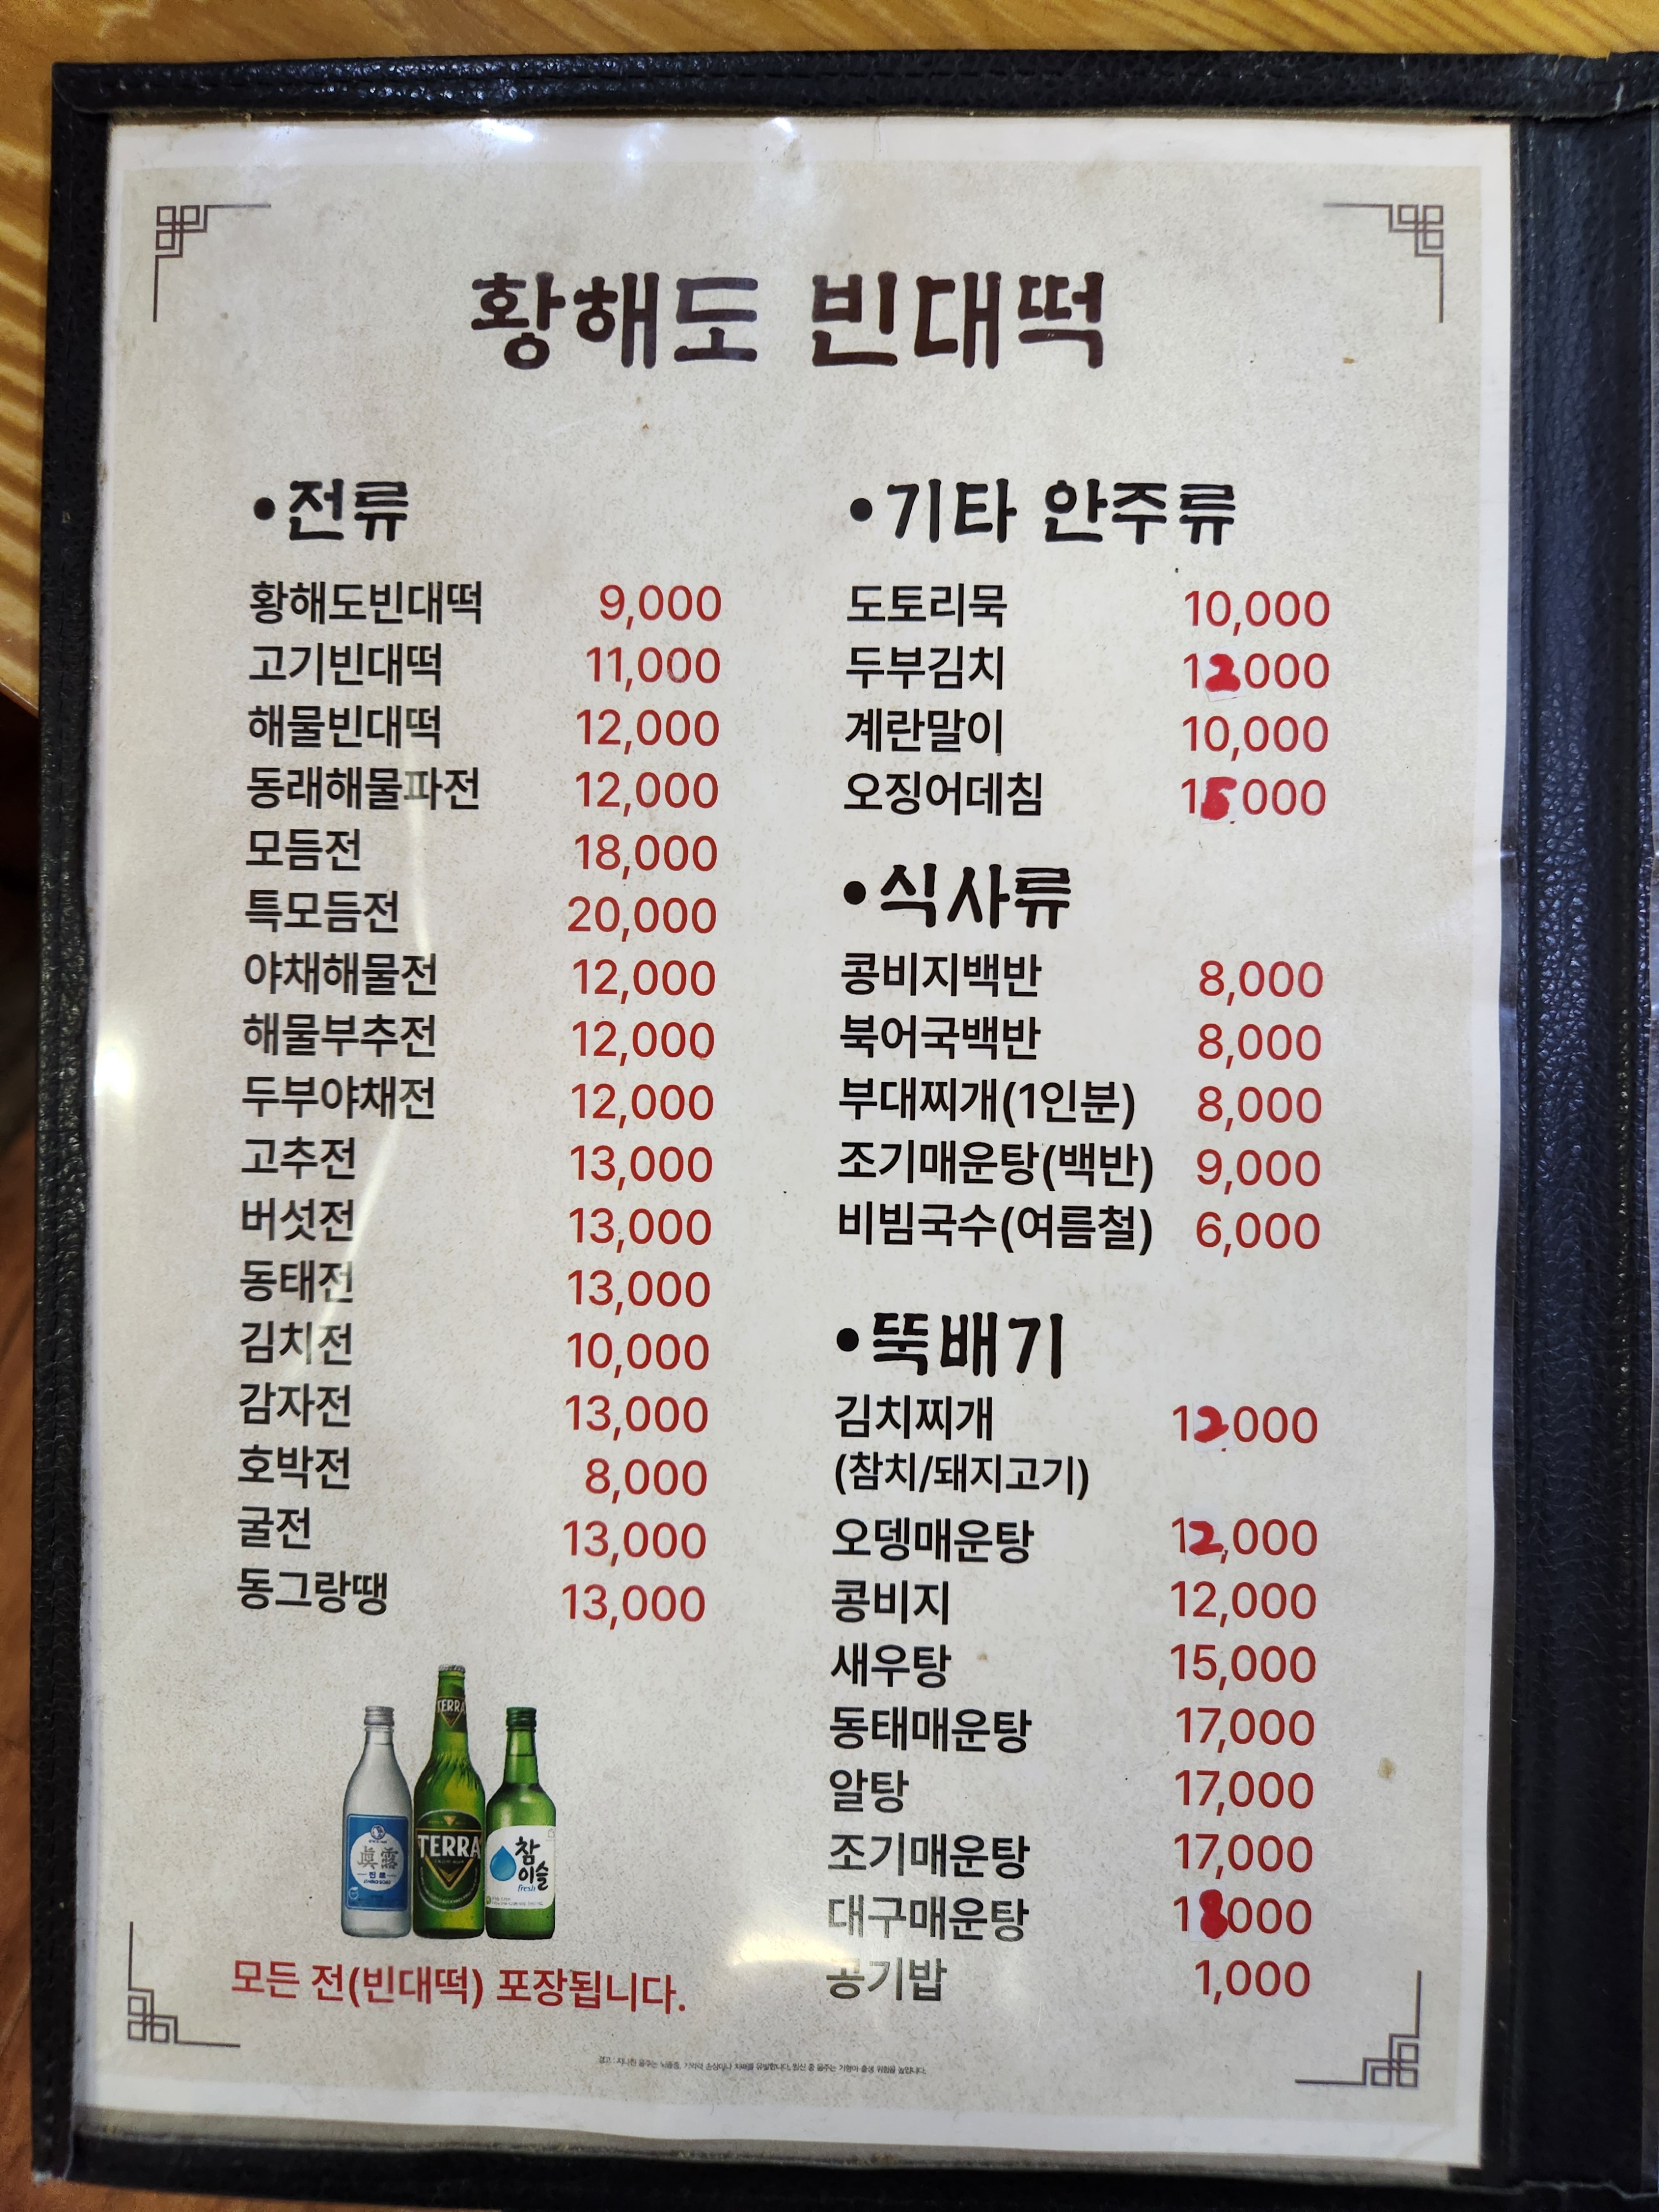 황해도 빈대떡
•전류
황해도빈대떡 9,000
고기빈대떡 11,000
해물빈대떡 12,000
동래해물파전 12,000
모듬전 18,000
특모듬전 20,000
야채해물전 12,000
해물부추전 12,000
두부야채전 12,000
고추전 13,000
버섯전 13,000
동태전 13,000
김치전 10,000
감자전 13,000
호박전 8,000
굴전 13,000
동그랑땡 13,000
TERRA
TERRA
眞露
진로
참
이슬
fresh
모든 전(빈대떡) 포장됩니다.
•기타 안주류
도토리묵 10,000
두부김치 12000
계란말이 10,000
오징어데침 15000
•식사류
콩비지백반 8,000
북어국백반 8,000
부대찌개(1인분) 8,000
조기매운탕(백반) 9,000
비빔국수(여름철) 6,000
•뚝배기
김치찌개 12,000
(참치/돼지고기)
오뎅매운탕 12,000
콩비지 12,000
새우탕 15,000
동태매운탕 17,000
알탕 17,000
조기매운탕 17,000
대구매운탕 18000
공기밥 1,000